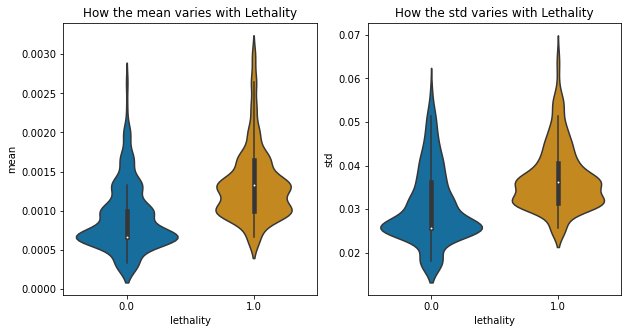 How the mean varies with Lethality
0.0030
0.0025
0.0020
0.0015
0.0010
0.0005
0.0000
mean
0.0
1.0
lethality
How the std varies with Lethality
0.07
0.06
0.05
0.04
0.03
0.02
std
0.0
1.0
lethality